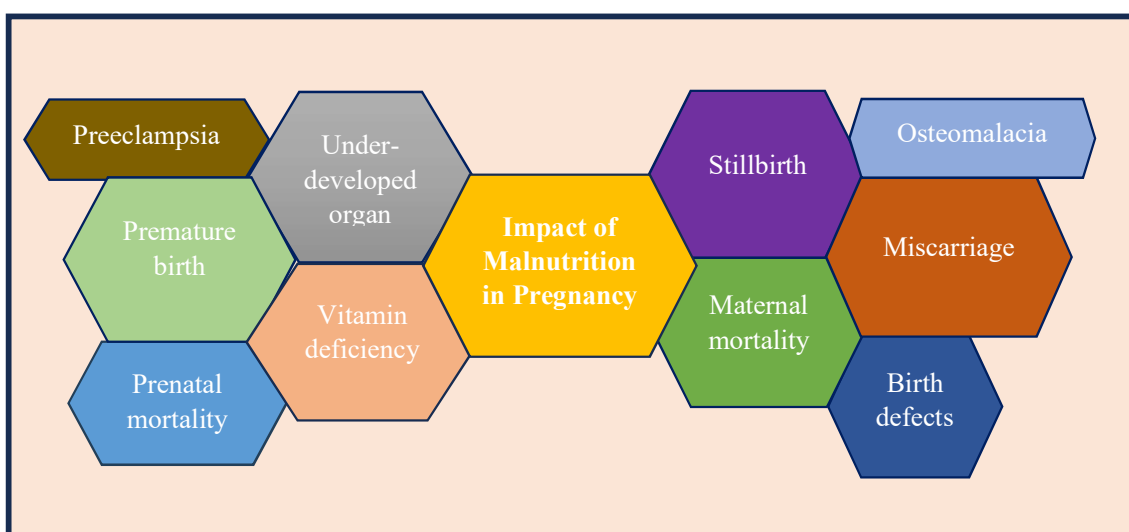 Preeclampsia
Under-
developed
organ
Premature
birth
Vitamin
deficiency
Prenatal
mortality
Impact of
Malnutrition
in Pregnancy
Stillbirth
Osteomalacia
Miscarriage
Maternal
mortality
Birth
defects